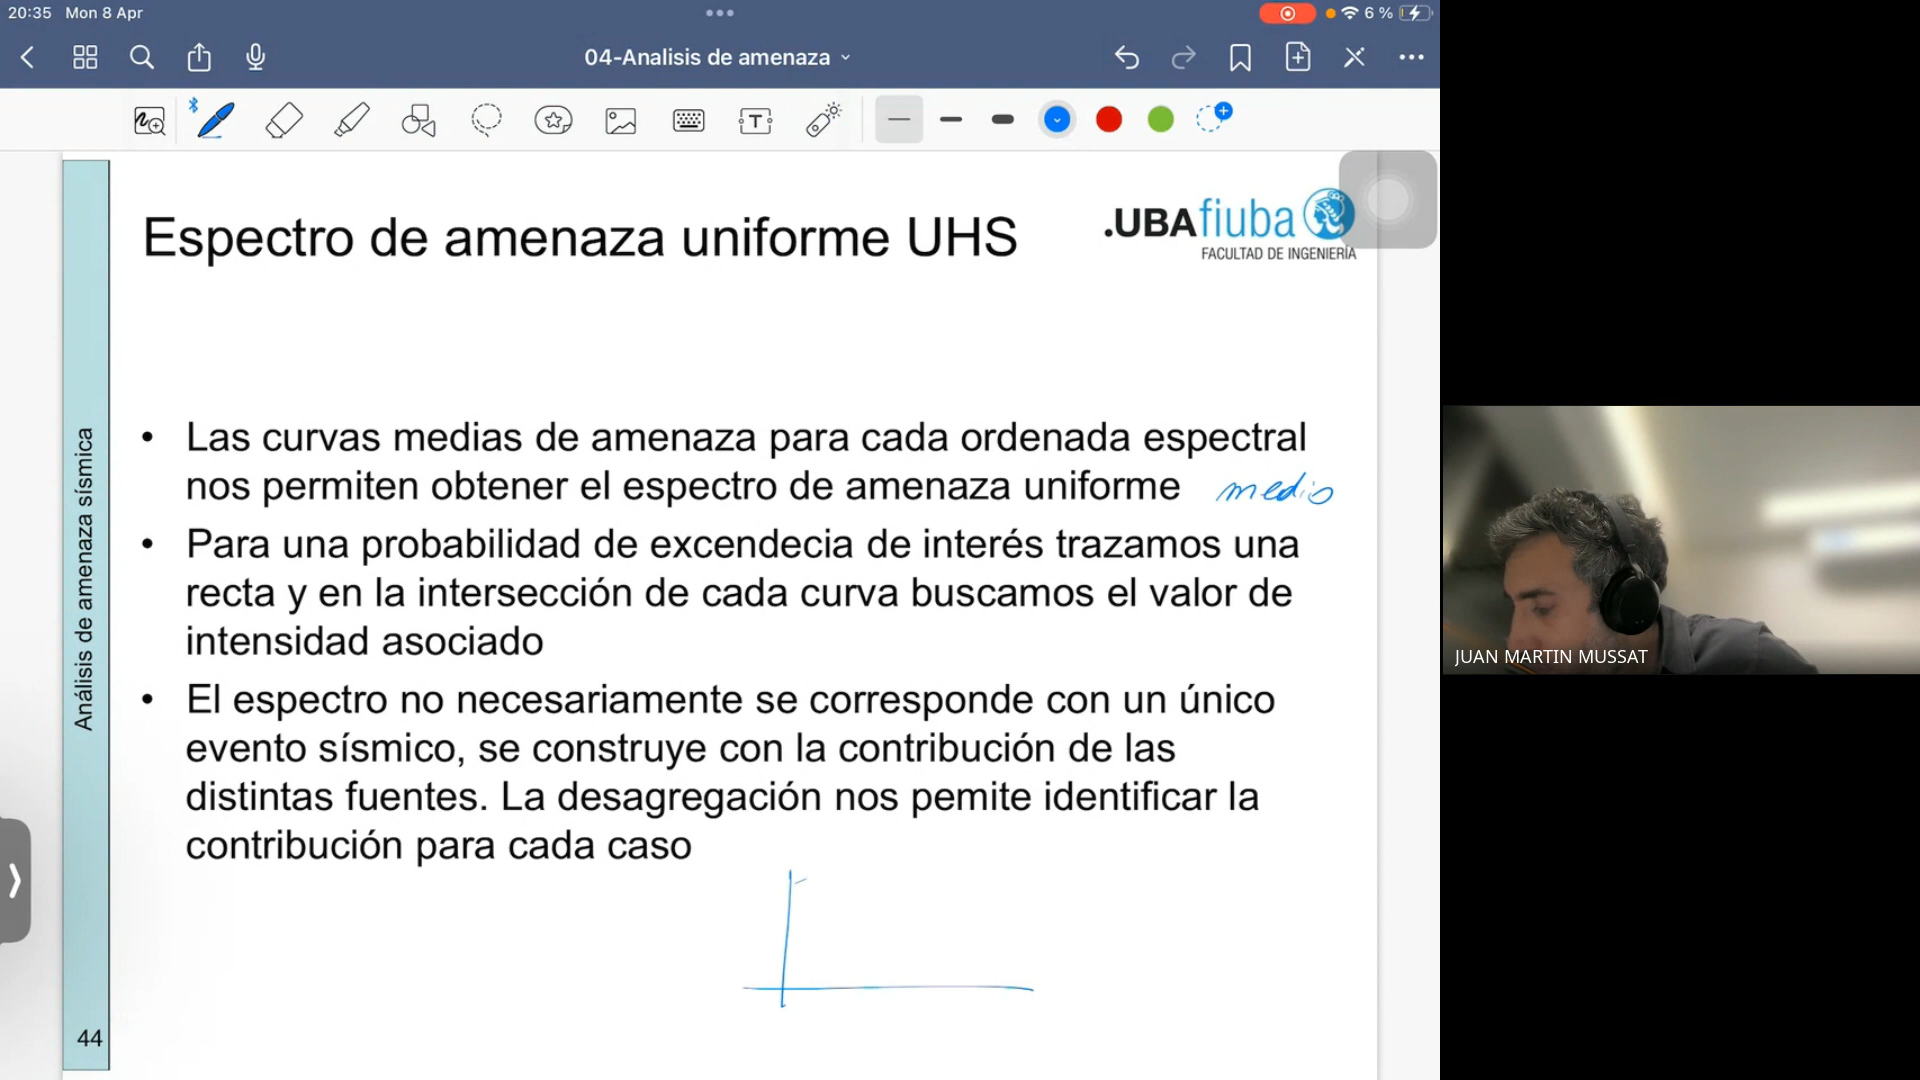 20:35 Mon 8 Apr
6 %
04-Analisis de amenaza
T
Espectro de amenaza uniforme UHS
.UBAfiuba
FACULTAD DE INGENIERÍA
• Las curvas medias de amenaza para cada ordenada espectral
nos permiten obtener el espectro de amenaza uniforme medio
• Para una probabilidad de excendecia de interés trazamos una
recta y en la intersección de cada curva buscamos el valor de
intensidad asociado
• El espectro no necesariamente se corresponde con un único
evento sísmico, se construye con la contribución de las
distintas fuentes. La desagregación nos pemite identificar la
contribución para cada caso
Análisis de amenaza sísmica
44
JUAN MARTIN MUSSAT